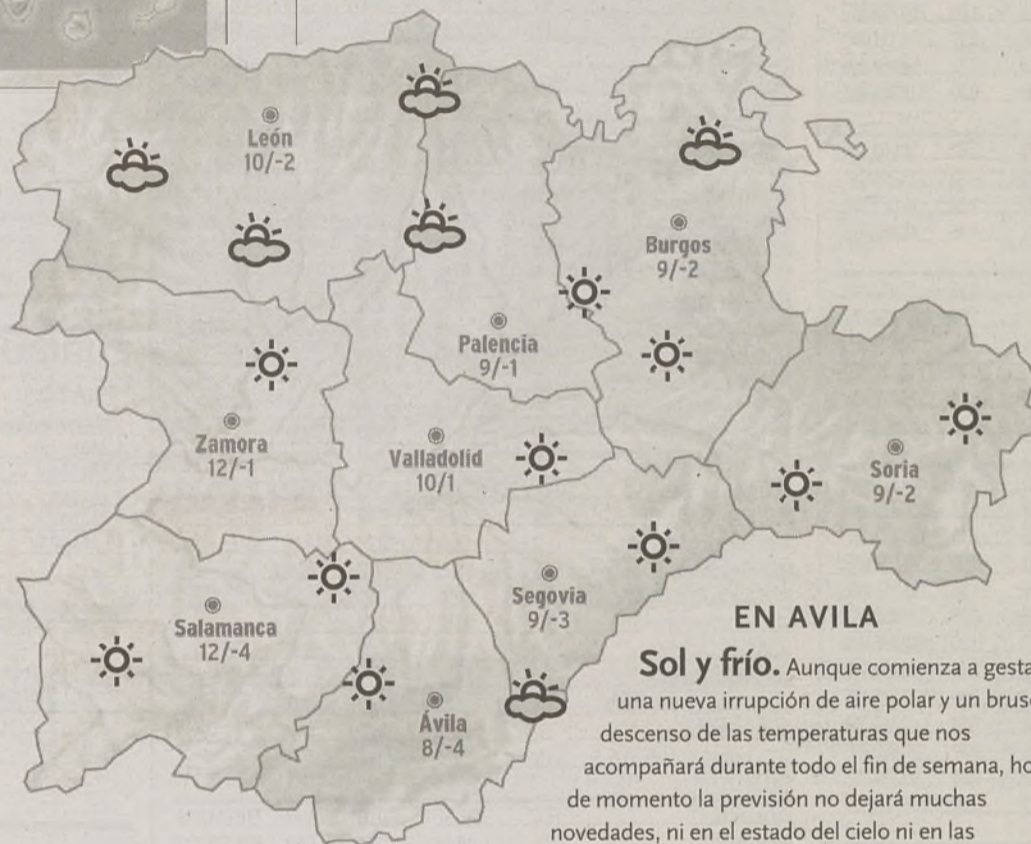 León
10/-2
Burgos
9/-2
Palencia
9/-1
Zamora
12/-1
Valladolid
10/1
Soria
9/-2
Segovia
9/-3
Salamanca
12/-4
Ávila
8/-4
EN AVILA
Sol y frío. Aunque comienza a gesta
una nueva irrupción de aire polar y un brus
descenso de las temperaturas que nos
acompañará durante todo el fin de semana, ho
de momento la previsión no dejará muchas
novedades, ni en el estado del cielo ni en las